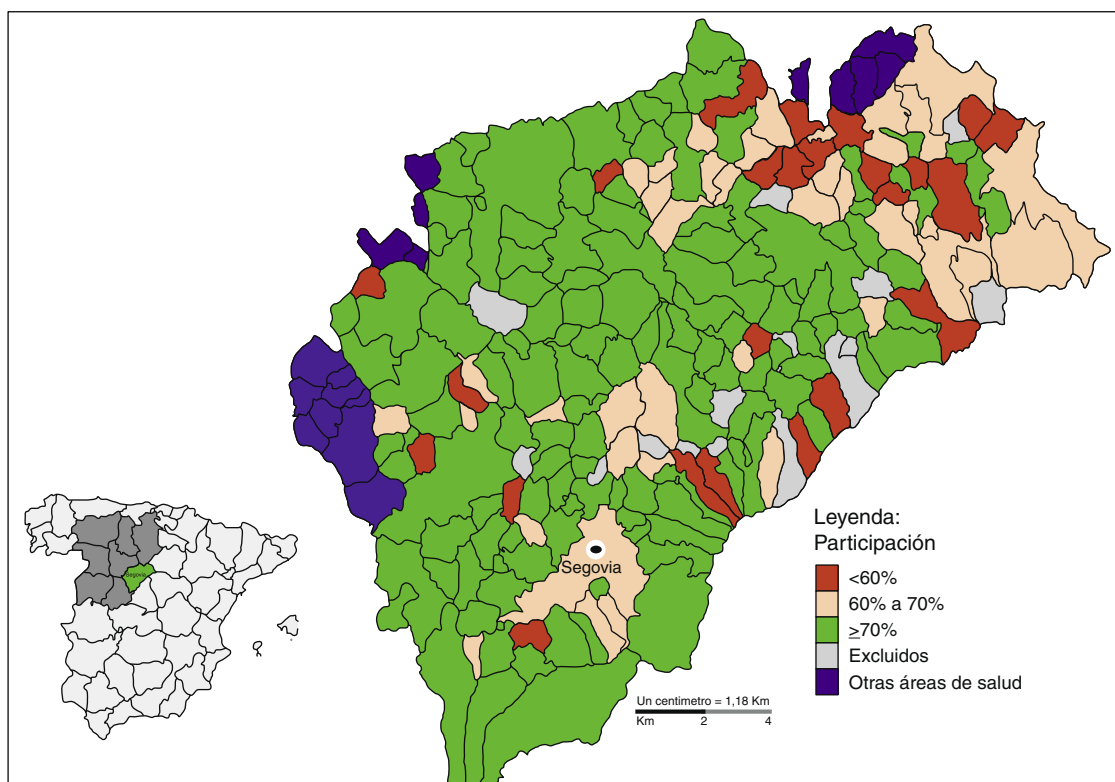 Segovia
Segovia
Leyenda:
Participación
<60%
60% a 70%
≥70%
Excluidos
Otras áreas de salud
Un centimetro = 1,18 Km
Km 2 4